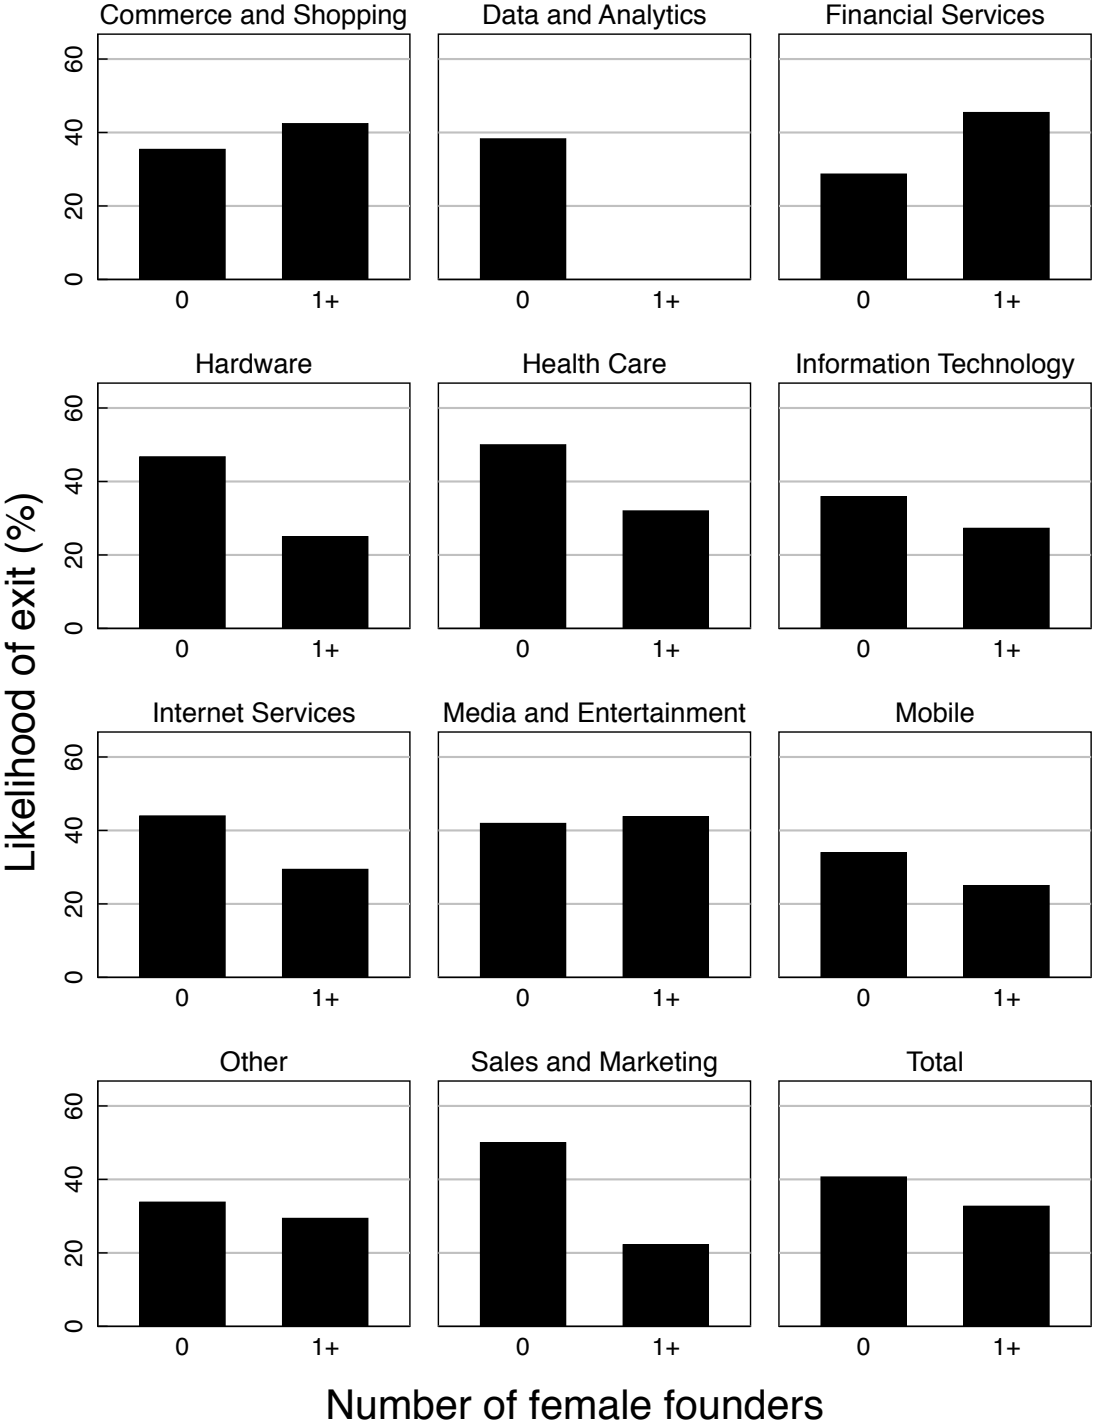 Commerce and Shopping
Data and Analytics
Financial Services
60
40
20
0
0 1+
0 1+
0 1+
Hardware
Health Care
Information Technology
60
40
20
0
0 1+
0 1+
0 1+
Internet Services
Media and Entertainment
Mobile
60
40
20
0
0 1+
0 1+
0 1+
Other
Sales and Marketing
Total
60
40
20
0
0 1+
0 1+
0 1+
Likelihood of exit (%)
Number of female founders